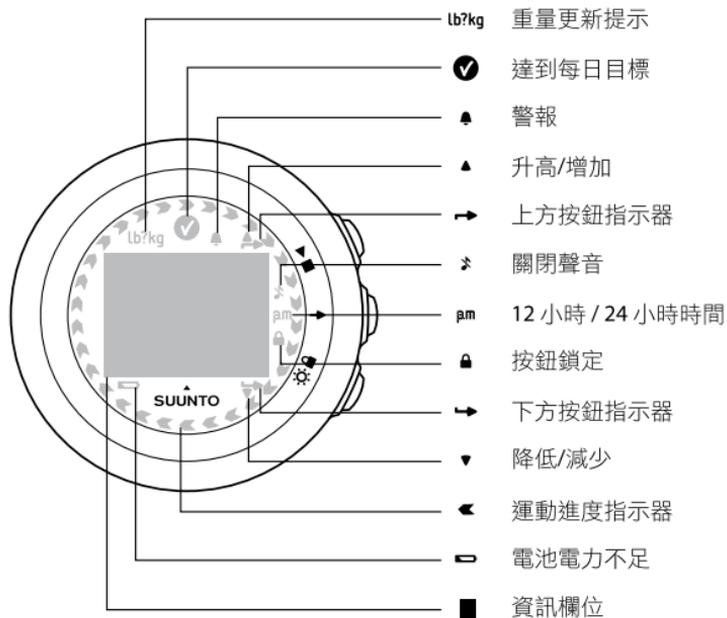 lb?kg 重量更新提示
達到每日目標
警報
升高/增加
上方按鈕指示器
關閉聲音
am pm 12 小時 / 24 小時時間
按鈕鎖定
下方按鈕指示器
降低/減少
運動進度指示器
電池電力不足
資訊欄位
lb?kg
am pm
SUUNTO